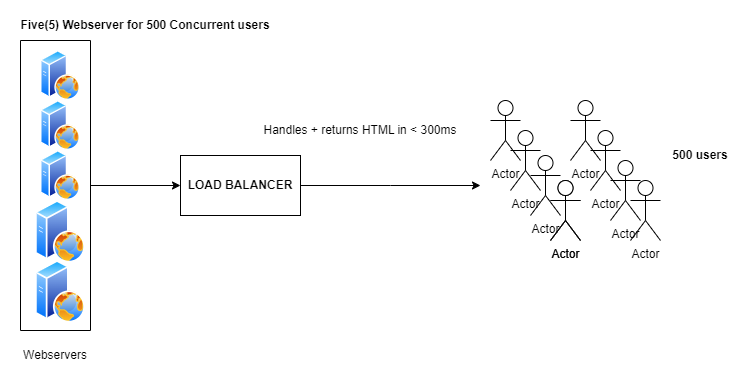 Five(5) Webserver for 500 Concurrent users
Handles + returns HTML in < 300ms
500 users
LOAD BALANCER
Actor
Actor
Actor
Actor
Actor
Actor
Actor
Actor
Webservers